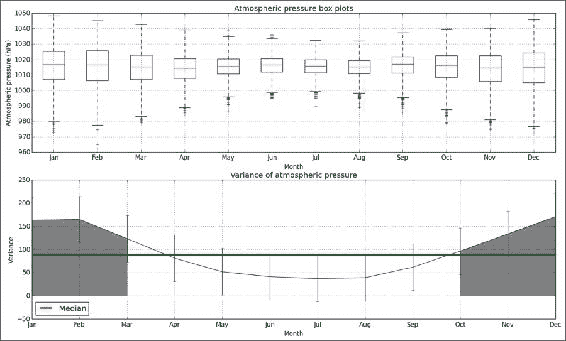 Atmospheric pressure box plots
Atmospheric pressure (hPa)
1050
1040
1030
1020
1010
1000
990
980
970
960
Jan Feb Mar Apr May Jun Jul Aug Sep Oct Nov Dec
Month
Variance of atmospheric pressure
Variance
250
200
150
100
50
0
−50
Median
Jan Feb Mar Apr May Jun Jul Aug Sep Oct Nov Dec
Month